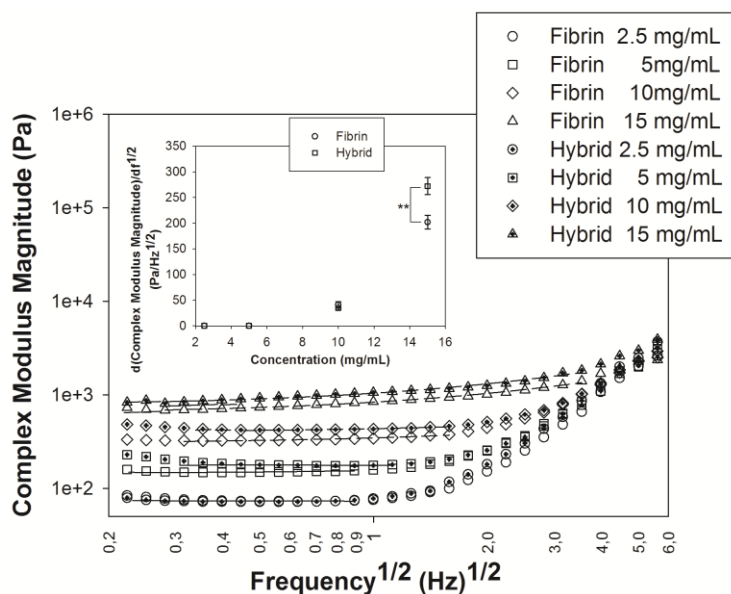 Fibrin 2.5 mg/mL
Fibrin 5mg/mL
Fibrin 10mg/mL
Fibrin 15 mg/mL
Hybrid 2.5 mg/mL
Hybrid 5 mg/mL
Hybrid 10 mg/mL
Hybrid 15 mg/mL
Complex Modulus Magnitude (Pa)
1e+6
1e+5
1e+4
1e+3
1e+2
d(Complex Modulus Magnitude)/df1/2
(Pa/Hz1/2)
350
300
250
200
150
100
50
0
Fibrin
Hybrid
**
2 4 6 8 10 12 14 16
Concentration (mg/mL)
0,2 0,3 0,4 0,5 0,6 0,7 0,8 0,9 1 2,0 3,0 4,0 5,0 6,0
Frequency1/2 (Hz)1/2